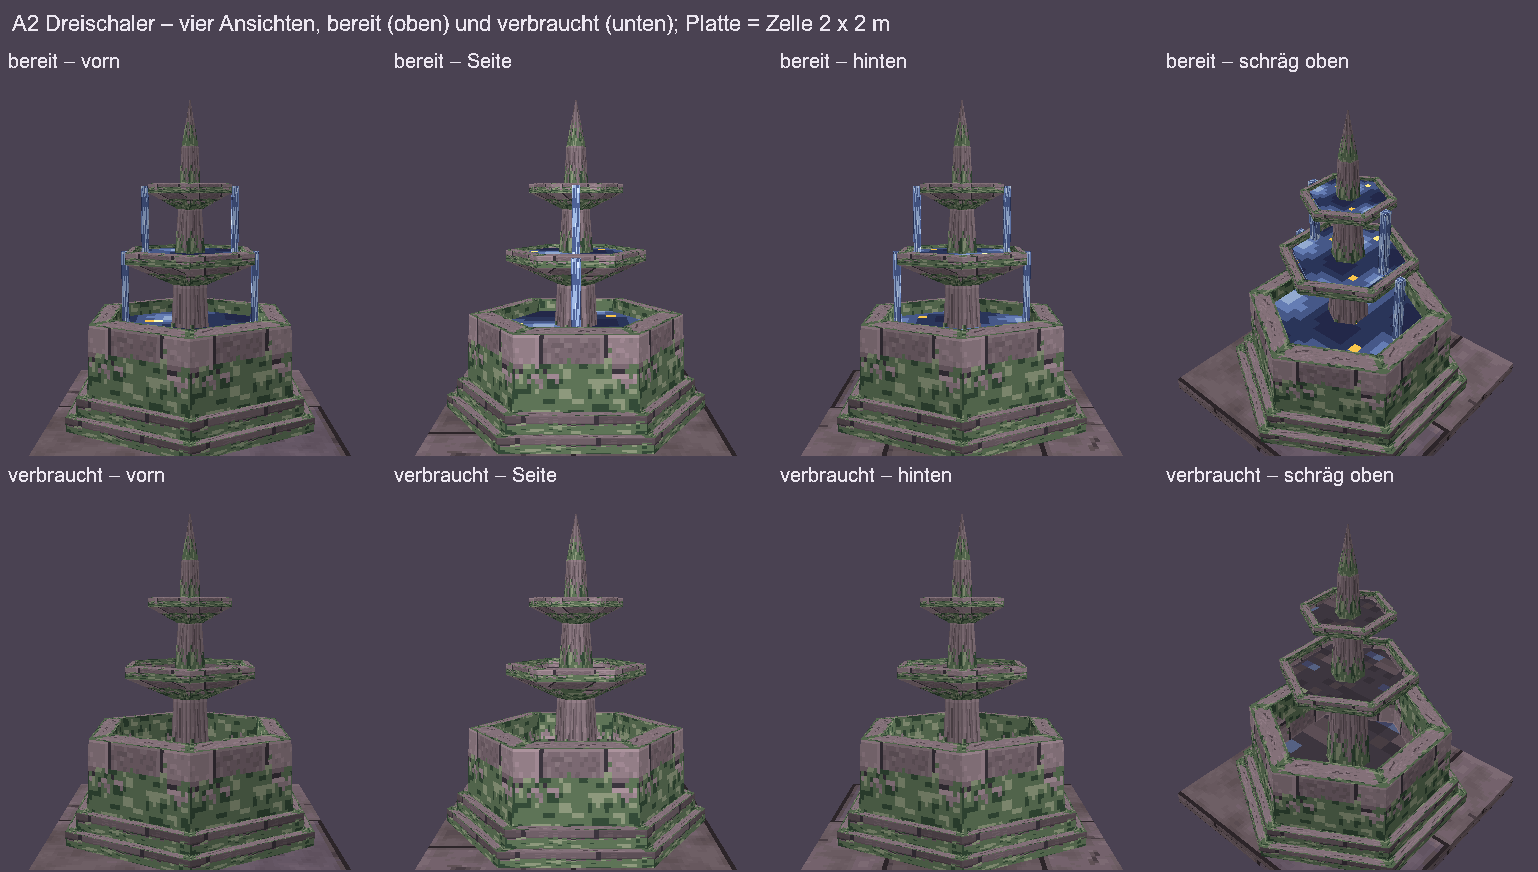 A2 Dreischaler – vier Ansichten, bereit (oben) und verbraucht (unten); Platte = Zelle 2 x 2 m
bereit – vorn
bereit – Seite
bereit – hinten
bereit – schräg oben
verbraucht – vorn
verbraucht – Seite
verbraucht – hinten
verbraucht – schräg oben